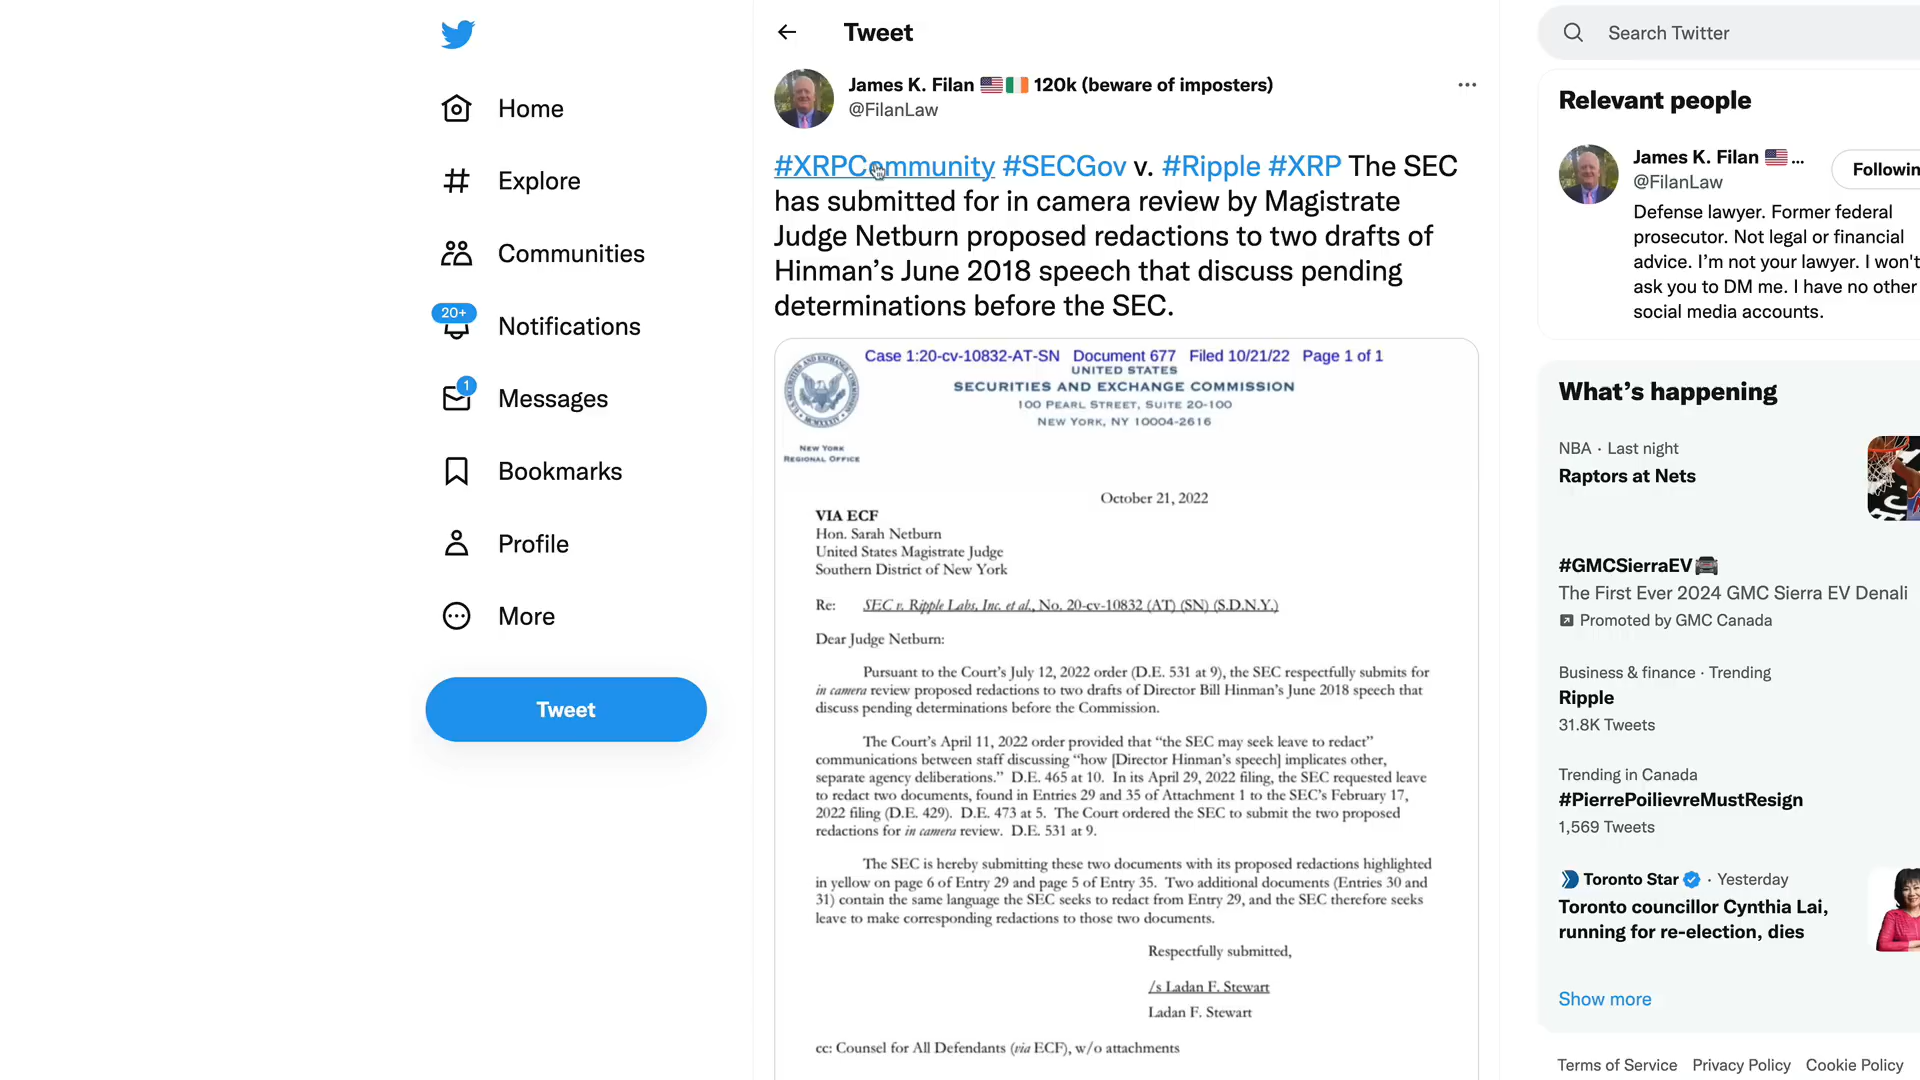 Home
Explore
Communities
20+
Notifications
1
Messages
Bookmarks
Profile
More
Tweet
Tweet
James K. Filan 🇺🇸🇮🇪 120k (beware of imposters)
@FilanLaw
#XRPCommunity #SECGov v. #Ripple #XRP The SEC
has submitted for in camera review by Magistrate
Judge Netburn proposed redactions to two drafts of
Hinman’s June 2018 speech that discuss pending
determinations before the SEC.
Case 1:20-cv-10832-AT-SN Document 677 Filed 10/21/22 Page 1 of 1
UNITED STATES
SECURITIES AND EXCHANGE COMMISSION
100 PEARL STREET, SUITE 20-100
NEW YORK, NY 10004-2616
NEW YORK
REGIONAL OFFICE
October 21, 2022
VIA ECF
Hon. Sarah Netburn
United States Magistrate Judge
Southern District of New York
Re: SEC v. Ripple Labs, Inc. et al., No. 20-cv-10832 (AT) (SN) (S.D.N.Y.)
Dear Judge Netburn:
Pursuant to the Court’s July 12, 2022 order (D.E. 531 at 9), the SEC respectfully submits for
in camera review proposed redactions to two drafts of Director Bill Hinman’s June 2018 speech that
discuss pending determinations before the Commission.
The Court’s April 11, 2022 order provided that “the SEC may seek leave to redact”
communications between staff discussing “how [Director Hinman’s speech] implicates other,
separate agency deliberations.” D.E. 465 at 10. In its April 29, 2022 filing, the SEC requested leave
to redact two documents, found in Entries 29 and 35 of Attachment 1 to the SEC’s February 17,
2022 filing (D.E. 429). D.E. 473 at 5. The Court ordered the SEC to submit the two proposed
redactions for in camera review. D.E. 531 at 9.
The SEC is hereby submitting these two documents with its proposed redactions highlighted
in yellow on page 6 of Entry 29 and page 5 of Entry 35. Two additional documents (Entries 30 and
31) contain the same language the SEC seeks to redact from Entry 29, and the SEC therefore seeks
leave to make corresponding redactions to those two documents.
Respectfully submitted,
/s Ladan F. Stewart
Ladan F. Stewart
cc: Counsel for All Defendants (via ECF), w/o attachments
Search Twitter
Relevant people
James K. Filan 🇺🇸 ...
@FilanLaw
Followin
Defense lawyer. Former federal
prosecutor. Not legal or financial
advice. I’m not your lawyer. I won't
ask you to DM me. I have no other
social media accounts.
What’s happening
NBA · Last night
Raptors at Nets
#GMCSierraEV
The First Ever 2024 GMC Sierra EV Denali
Promoted by GMC Canada
Business & finance · Trending
Ripple
31.8K Tweets
Trending in Canada
#PierrePoilievreMustResign
1,569 Tweets
Toronto Star · Yesterday
Toronto councillor Cynthia Lai,
running for re-election, dies
Show more
Terms of Service Privacy Policy Cookie Policy